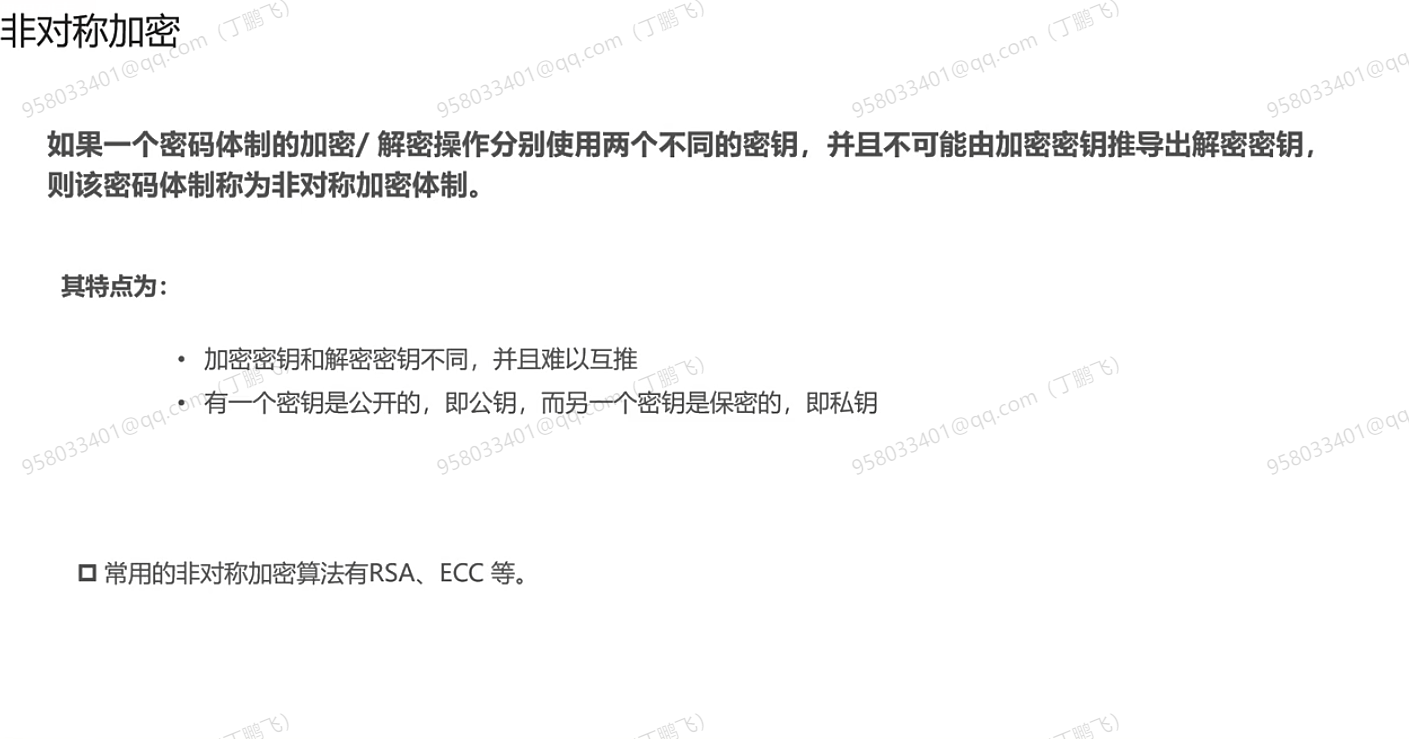 非对称加密
如果一个密码体制的加密/ 解密操作分别使用两个不同的密钥，并且不可能由加密密钥推导出解密密钥，
则该密码体制称为非对称加密体制。
其特点为：
• 加密密钥和解密密钥不同，并且难以互推
• 有一个密钥是公开的，即公钥，而另一个密钥是保密的，即私钥
常用的非对称加密算法有RSA、ECC 等。
958033401@qq.com（丁鹏飞）
958033401@qq.com（丁鹏飞）
958033401@qq.com（丁鹏飞）
958033401@qq
958033401@qq.com（丁鹏飞）
958033401@qq.com（丁鹏飞）
958033401@qq.com（丁鹏飞）
958033401@qq
（丁鹏飞）
（丁鹏飞）
（丁鹏飞）